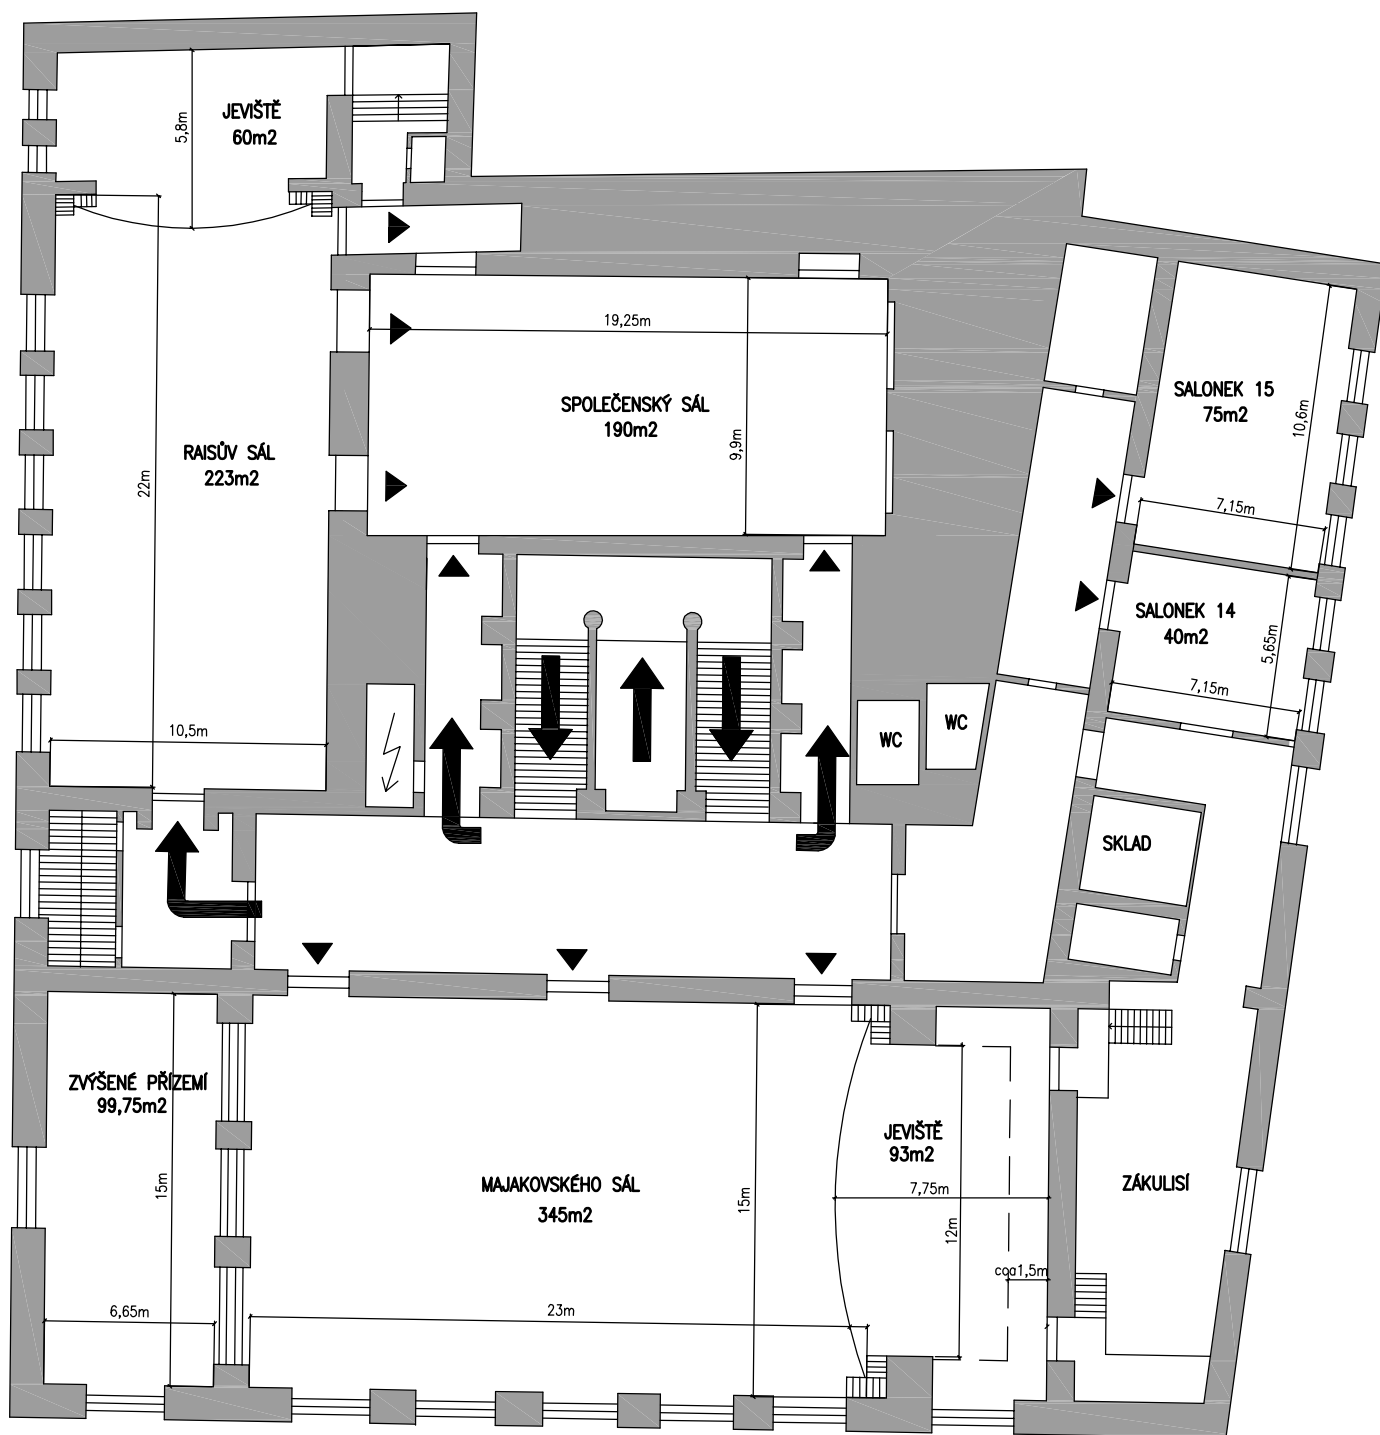 JEVIŠTĚ
60m2
5,8m
19,25m
SPOLEČENSKÝ SÁL
190m2
9,9m
SALONEK 15
75m2
10,6m
7,15m
RAISŮV SÁL
223m2
22m
10,5m
SALONEK 14
40m2
5,65m
7,15m
WC
WC
SKLAD
ZVÝŠENÉ PŘÍZEMÍ
99,75m2
15m
6,65m
MAJAKOVSKÉHO SÁL
345m2
15m
23m
JEVIŠTĚ
93m2
7,75m
12m
cca1,5m
ZÁKULISÍ